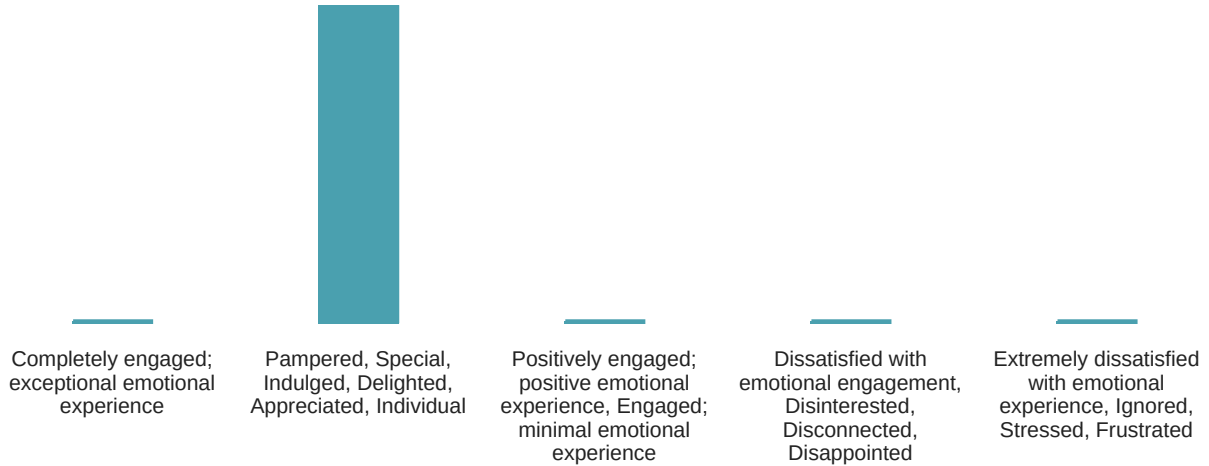 Completely engaged;
exceptional emotional
experience
Pampered, Special,
Indulged, Delighted,
Appreciated, Individual
Positively engaged;
positive emotional
experience, Engaged;
minimal emotional
experience
Dissatisfied with
emotional engagement,
Disinterested,
Disconnected,
Disappointed
Extremely dissatisfied
with emotional
experience, Ignored,
Stressed, Frustrated